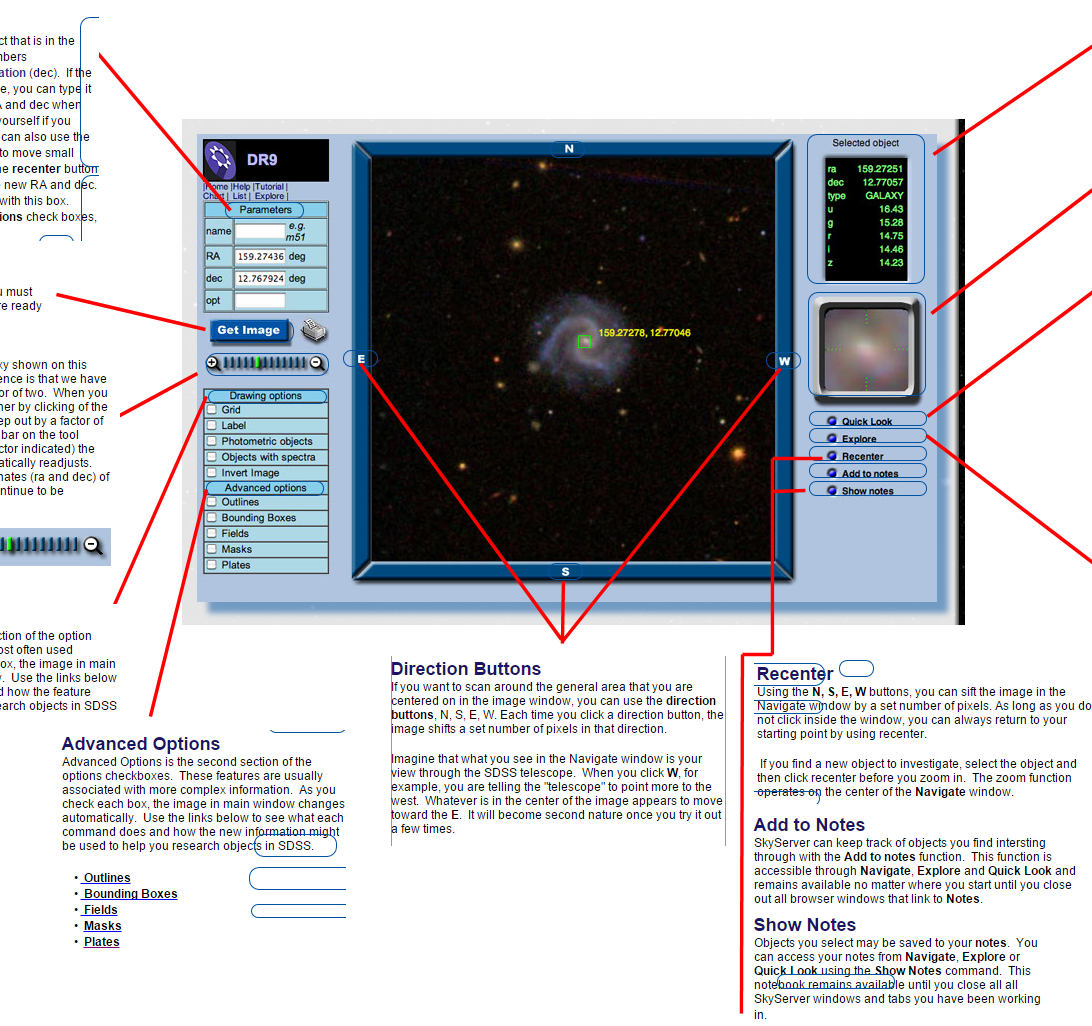 ct that is in the
nbers
ation (dec). If the
e, you can type it
A and dec when
yourself if you
can also use the
to move small
ne recenter button
e new RA and dec.
with this box.
ions check boxes,
u must
re ready
xy shown on this
ence is that we have
or of two. When you
her by clicking of the
ep out by a factor of
bar on the tool
ctor indicated) the
atically readjusts.
nates (ra and dec) of
ntinue to be
ction of the option
ost often used
ox, the image in main
y. Use the links below
d how the feature
earch objects in SDSS
DR9
|Home |Help |Tutorial |
Chart | List | Explore |
Parameters
name e.g. m51
RA 159.27436 deg
dec 12.767924 deg
opt
Get Image
Drawing options
Grid
Label
Photometric objects
Objects with spectra
Invert Image
Advanced options
Outlines
Bounding Boxes
Fields
Masks
Plates
N
E
W
S
159.27278, 12.77046
Selected object
ra 159.27251
dec 12.77057
type GALAXY
u 16.43
g 15.28
r 14.75
i 14.46
z 14.23
Quick Look
Explore
Recenter
Add to notes
Show notes
Advanced Options
Advanced Options is the second section of the
options checkboxes. These features are usually
associated with more complex information. As you
check each box, the image in main window changes
automatically. Use the links below to see what each
command does and how the new information might
be used to help you research objects in SDSS.
• Outlines
• Bounding Boxes
• Fields
• Masks
• Plates
Direction Buttons
If you want to scan around the general area that you are
centered on in the image window, you can use the direction
buttons, N, S, E, W. Each time you click a direction button, the
image shifts a set number of pixels in that direction.
Imagine that what you see in the Navigate window is your
view through the SDSS telescope. When you click W, for
example, you are telling the "telescope" to point more to the
west. Whatever is in the center of the image appears to move
toward the E. It will become second nature once you try it out
a few times.
Recenter
Using the N, S, E, W buttons, you can sift the image in the
Navigate window by a set number of pixels. As long as you do
not click inside the window, you can always return to your
starting point by using recenter.
If you find a new object to investigate, select the object and
then click recenter before you zoom in. The zoom function
operates on the center of the Navigate window.
Add to Notes
SkyServer can keep track of objects you find intersting
through with the Add to notes function. This function is
accessible through Navigate, Explore and Quick Look and
remains available no matter where you start until you close
out all browser windows that link to Notes.
Show Notes
Objects you select may be saved to your notes. You
can access your notes from Navigate, Explore or
Quick Look using the Show Notes command. This
notebook remains available until you close all all
SkyServer windows and tabs you have been working
in.